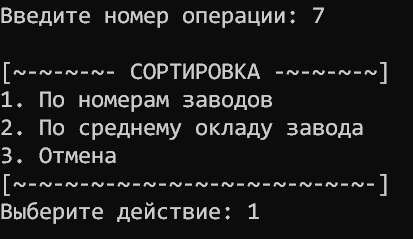 Введите номер операции: 7
[~-~-~-~- СОРТИРОВКА -~-~-~-~]
1. По номерам заводов
2. По среднему окладу завода
3. Отмена
[~-~-~-~-~-~-~-~-~-~-~-~-~-~-]
Выберите действие: 1